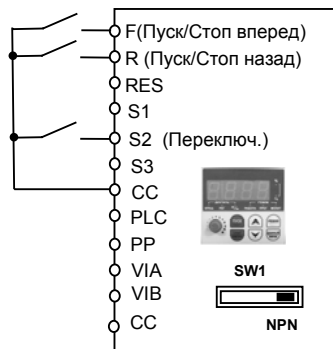 F(Пуск/Стоп вперед)
R (Пуск/Стоп назад)
RES
S1
S2 (Переключ.)
S3
CC
PLC
PP
VIA
VIB
CC
SW1
NPN